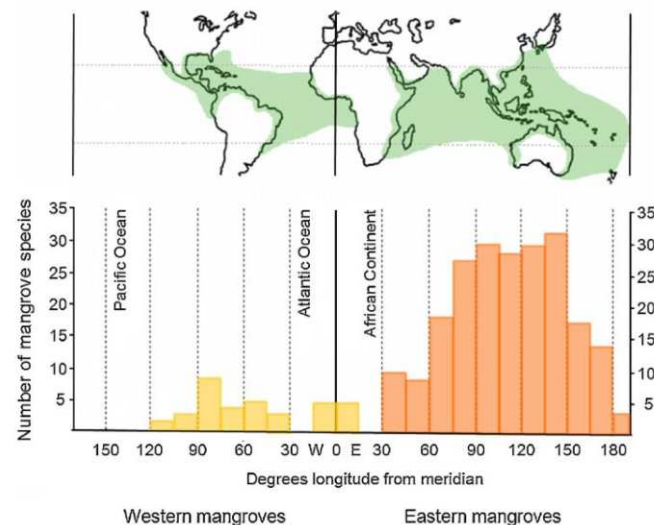 35
30
25
20
15
10
5
Number of mangrove species
Pacific Ocean
Atlantic Ocean
African Continent
35
30
25
20
15
10
5
150 120 90 60 30 W 0 E 30 60 90 120 150 180
Degrees longitude from meridian
Western mangroves Eastern mangroves